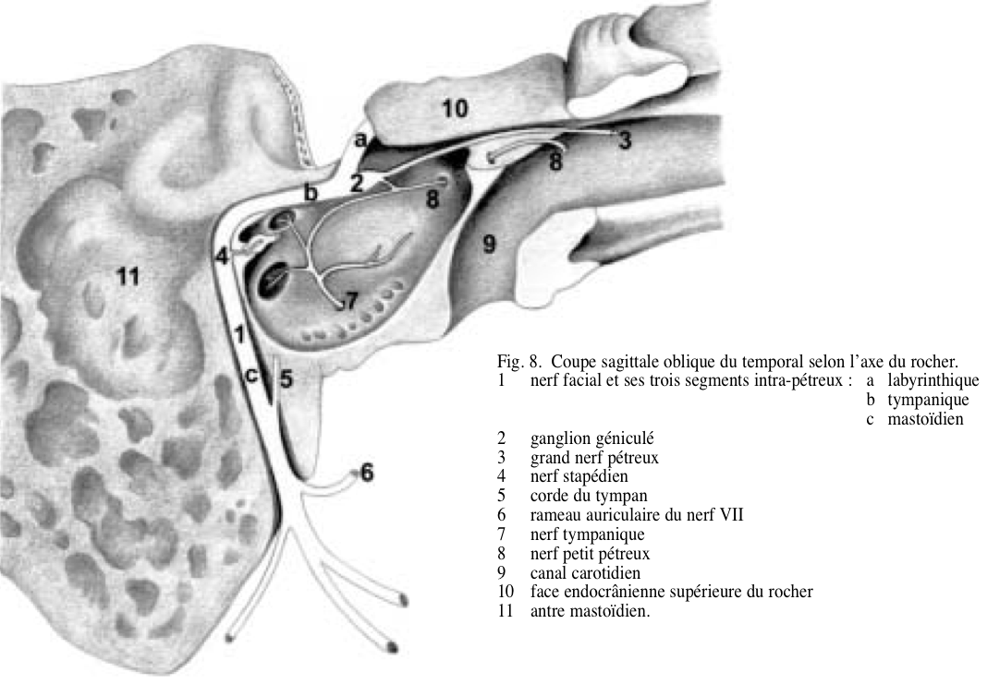 10
a
3
8
2
b
8
9
4
11
7
1
c
5
6
Fig. 8. Coupe sagittale oblique du temporal selon l'axe du rocher.
1 nerf facial et ses trois segments intra-pétreux : a labyrinthique
b tympanique
c mastoïdien
2 ganglion géniculé
3 grand nerf pétreux
4 nerf stapédien
5 corde du tympan
6 rameau auriculaire du nerf VII
7 nerf tympanique
8 nerf petit pétreux
9 canal carotidien
10 face endocrânienne supérieure du rocher
11 antre mastoïdien.